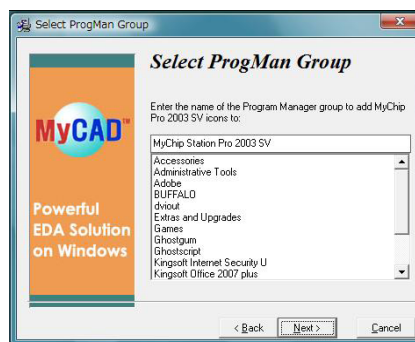 Select ProgMan Group
Select ProgMan Group
Enter the name of the Program Manager group to add MyChip
Pro 2003 SV icons to:
MyChip Station Pro 2003 SV
Accessories
Administrative Tools
Adobe
BUFFALO
dviout
Extras and Upgrades
Games
Ghostgum
Ghostscript
Kingsoft Internet Security U
Kingsoft Office 2007 plus
MyCAD™
Powerful
EDA Solution
on Windows
< Back
Next >
Cancel